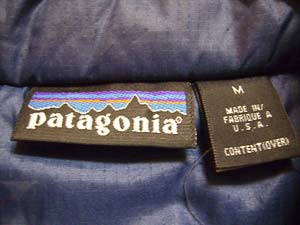 patagonia®
M
MADE IN/
FABRIQUE A
U.S.A.
CONTENT(OVER)